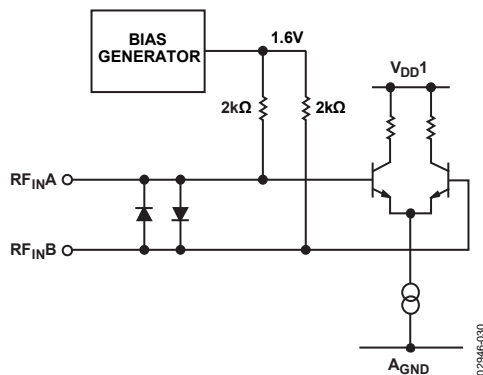 BIAS
GENERATOR
1.6V
2kΩ
2kΩ
VDD1
RFINA
RFINB
AGND
02946-030